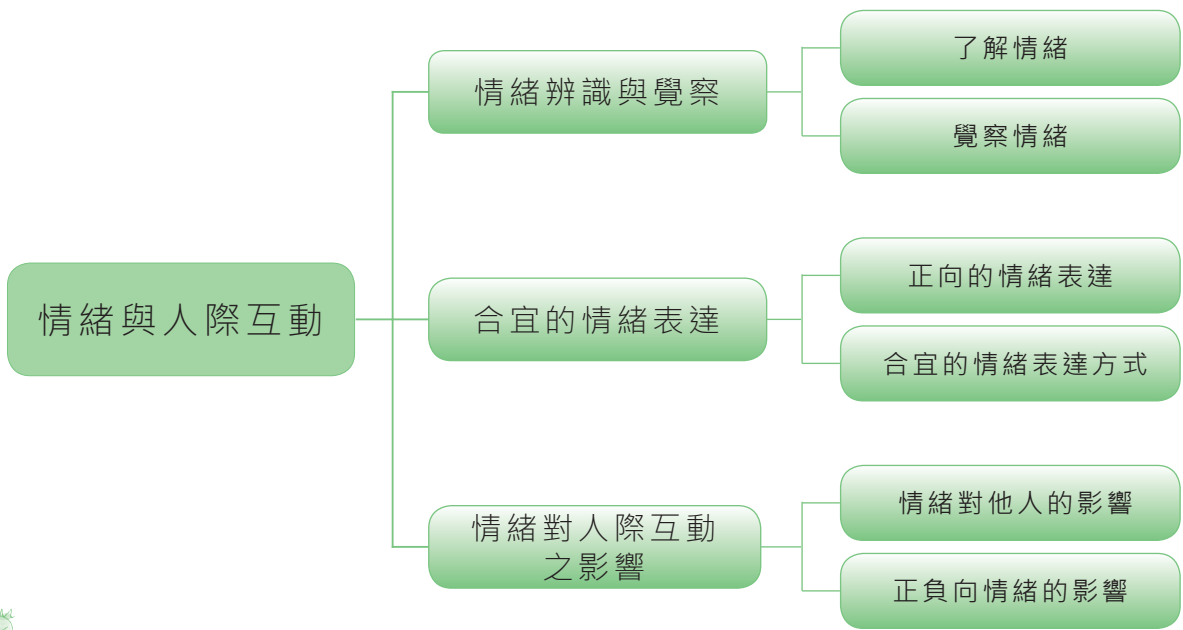 情緒與人際互動
情緒辨識與覺察
了解情緒
覺察情緒
合宜的情緒表達
正向的情緒表達
合宜的情緒表達方式
情緒對人際互動
之影響
情緒對他人的影響
正負向情緒的影響